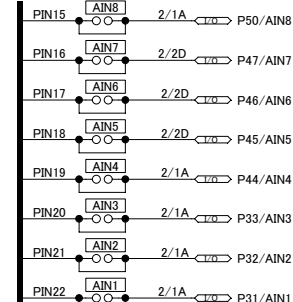 PIN15 AIN8 2/1A I/O P50/AIN8
PIN16 AIN7 2/2D I/O P47/AIN7
PIN17 AIN6 2/2D I/O P46/AIN6
PIN18 AIN5 2/2D I/O P45/AIN5
PIN19 AIN4 2/1A I/O P44/AIN4
PIN20 AIN3 2/1A I/O P33/AIN3
PIN21 AIN2 2/1A I/O P32/AIN2
PIN22 AIN1 2/1A I/O P31/AIN1